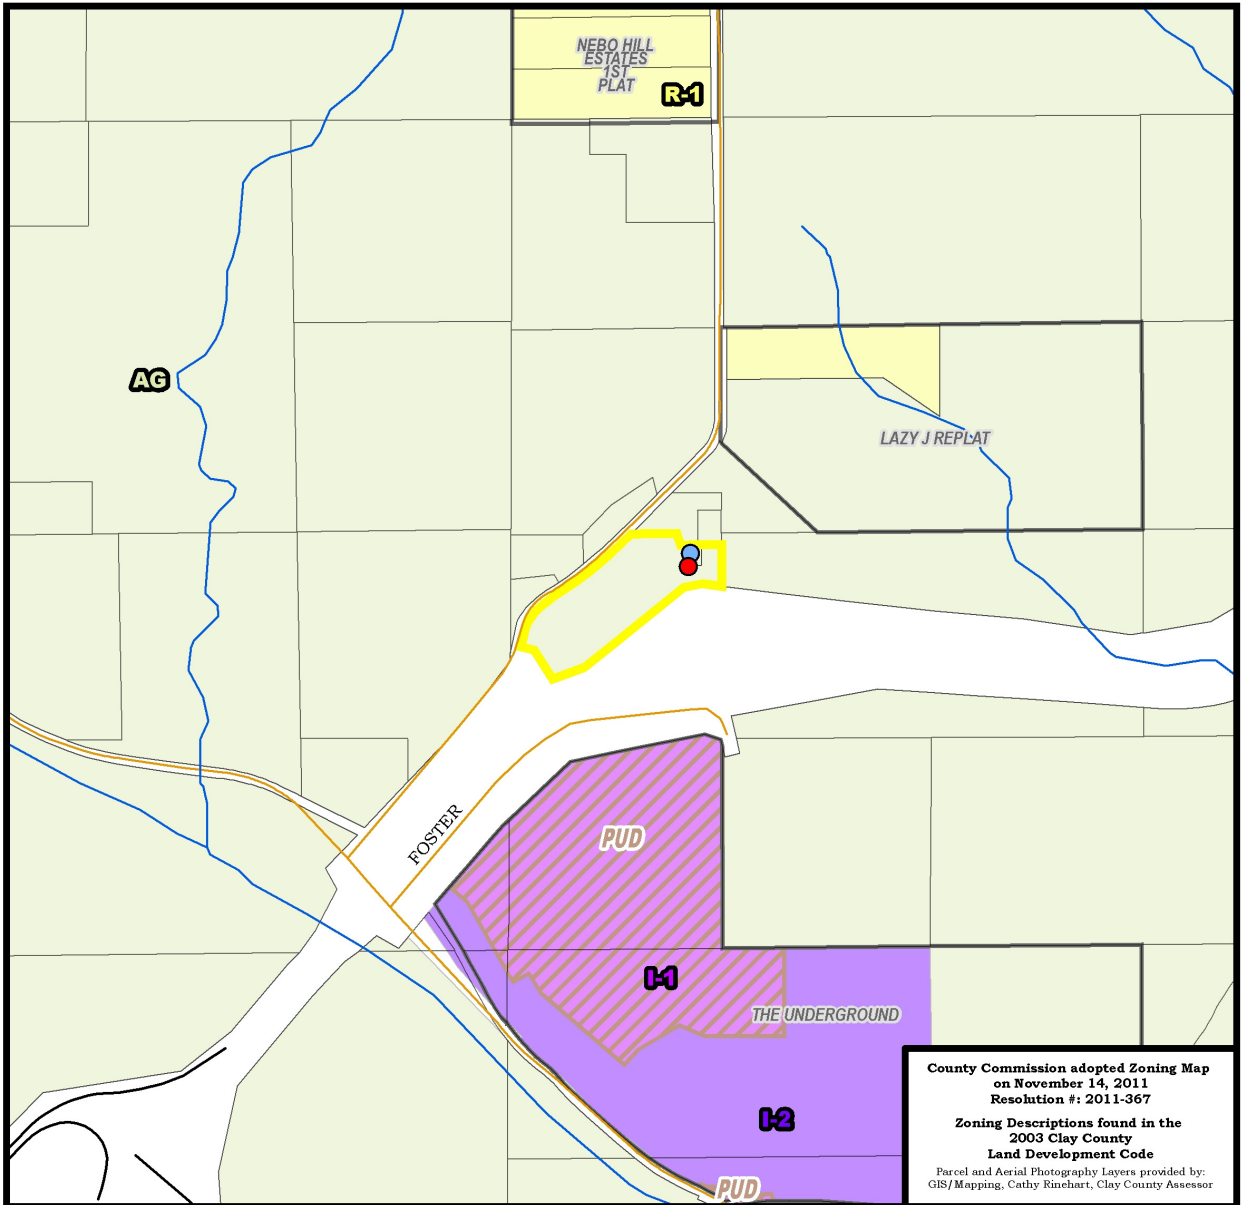 NEBO HILL
ESTATES
1ST
PLAT
R-1
AG
LAZY J REPLAT
FOSTER
PUD
I-1
THE UNDERGROUND
I-2
PUD
County Commission adopted Zoning Map
on November 14, 2011
Resolution #: 2011-367
Zoning Descriptions found in the
2003 Clay County
Land Development Code
Parcel and Aerial Photography Layers provided by:
GIS/Mapping, Cathy Rinehart, Clay County Assessor